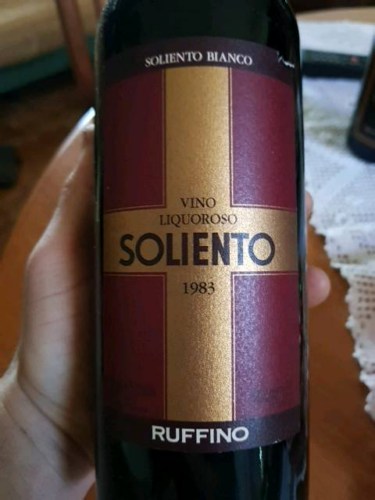 SOLIENTO BIANCO
VINO
LIQUOROSO
SOLIENTO
1983
RUFFINO